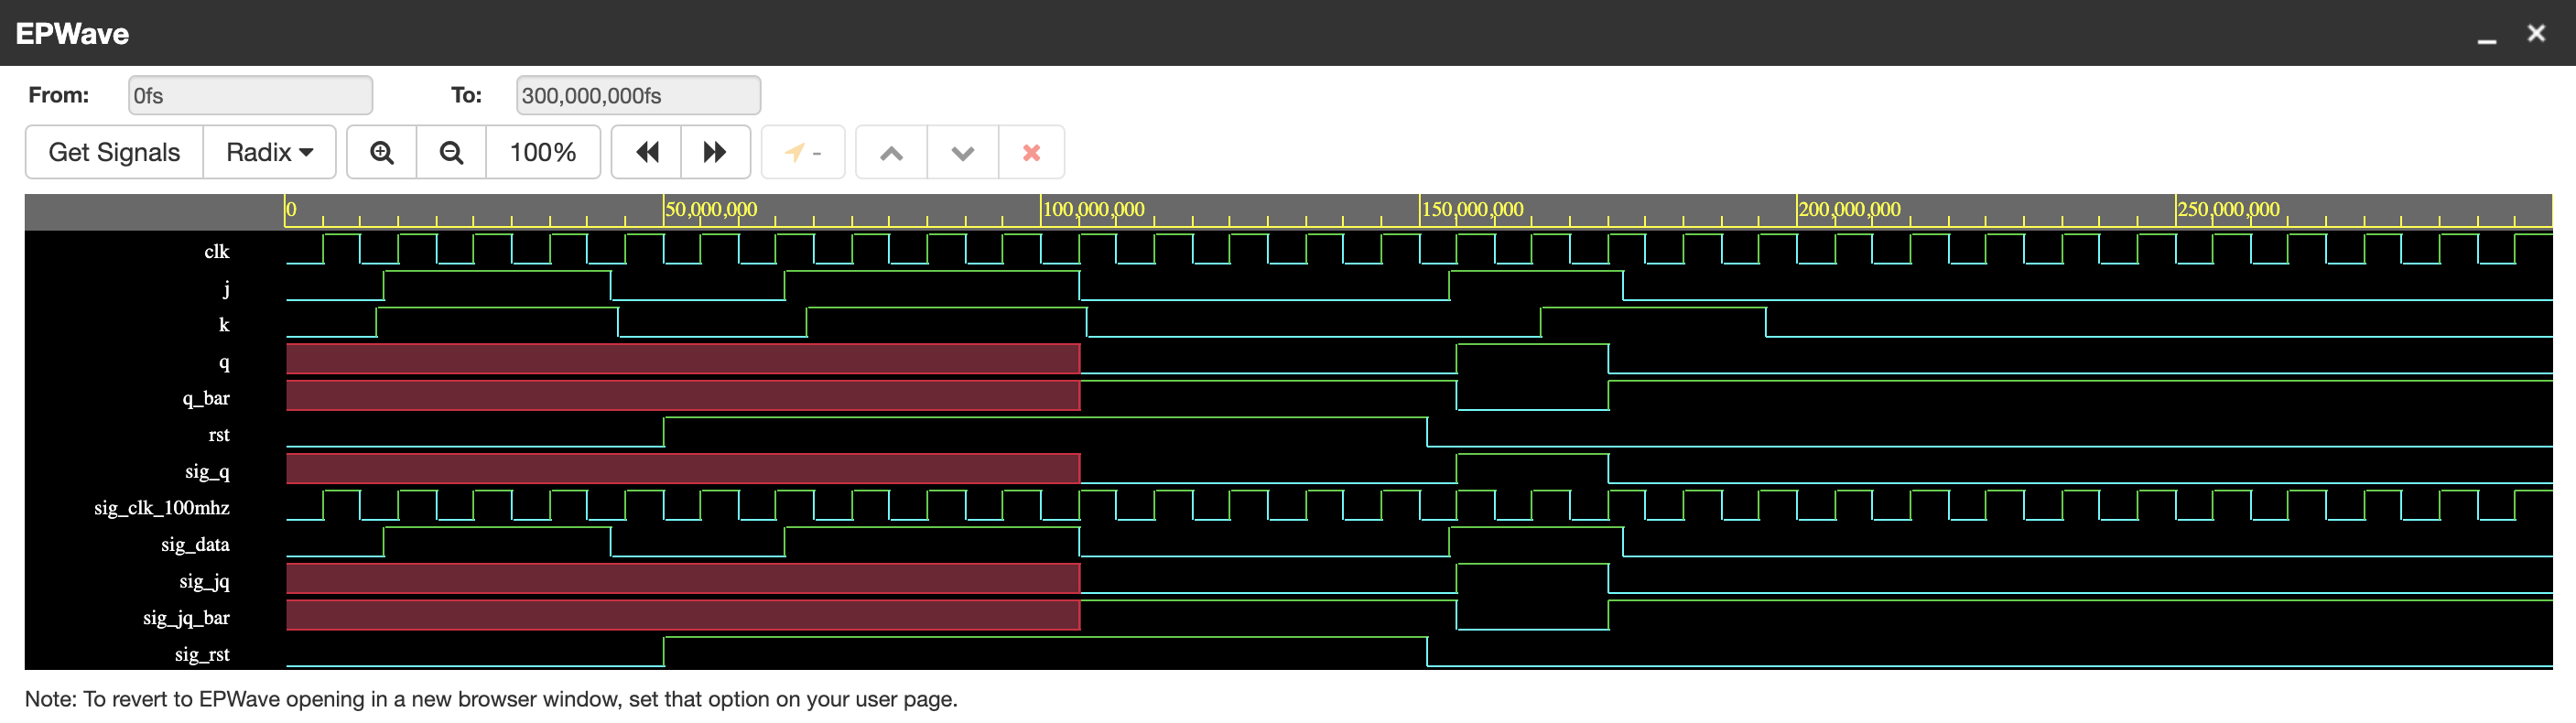 EPWave
From: 0fs To: 300,000,000fs
Get Signals Radix 100% -
0 50,000,000 100,000,000 150,000,000 200,000,000 250,000,000
clk
j
k
q
q_bar
rst
sig_q
sig_clk_100mhz
sig_data
sig_jq
sig_jq_bar
sig_rst
Note: To revert to EPWave opening in a new browser window, set that option on your user page.